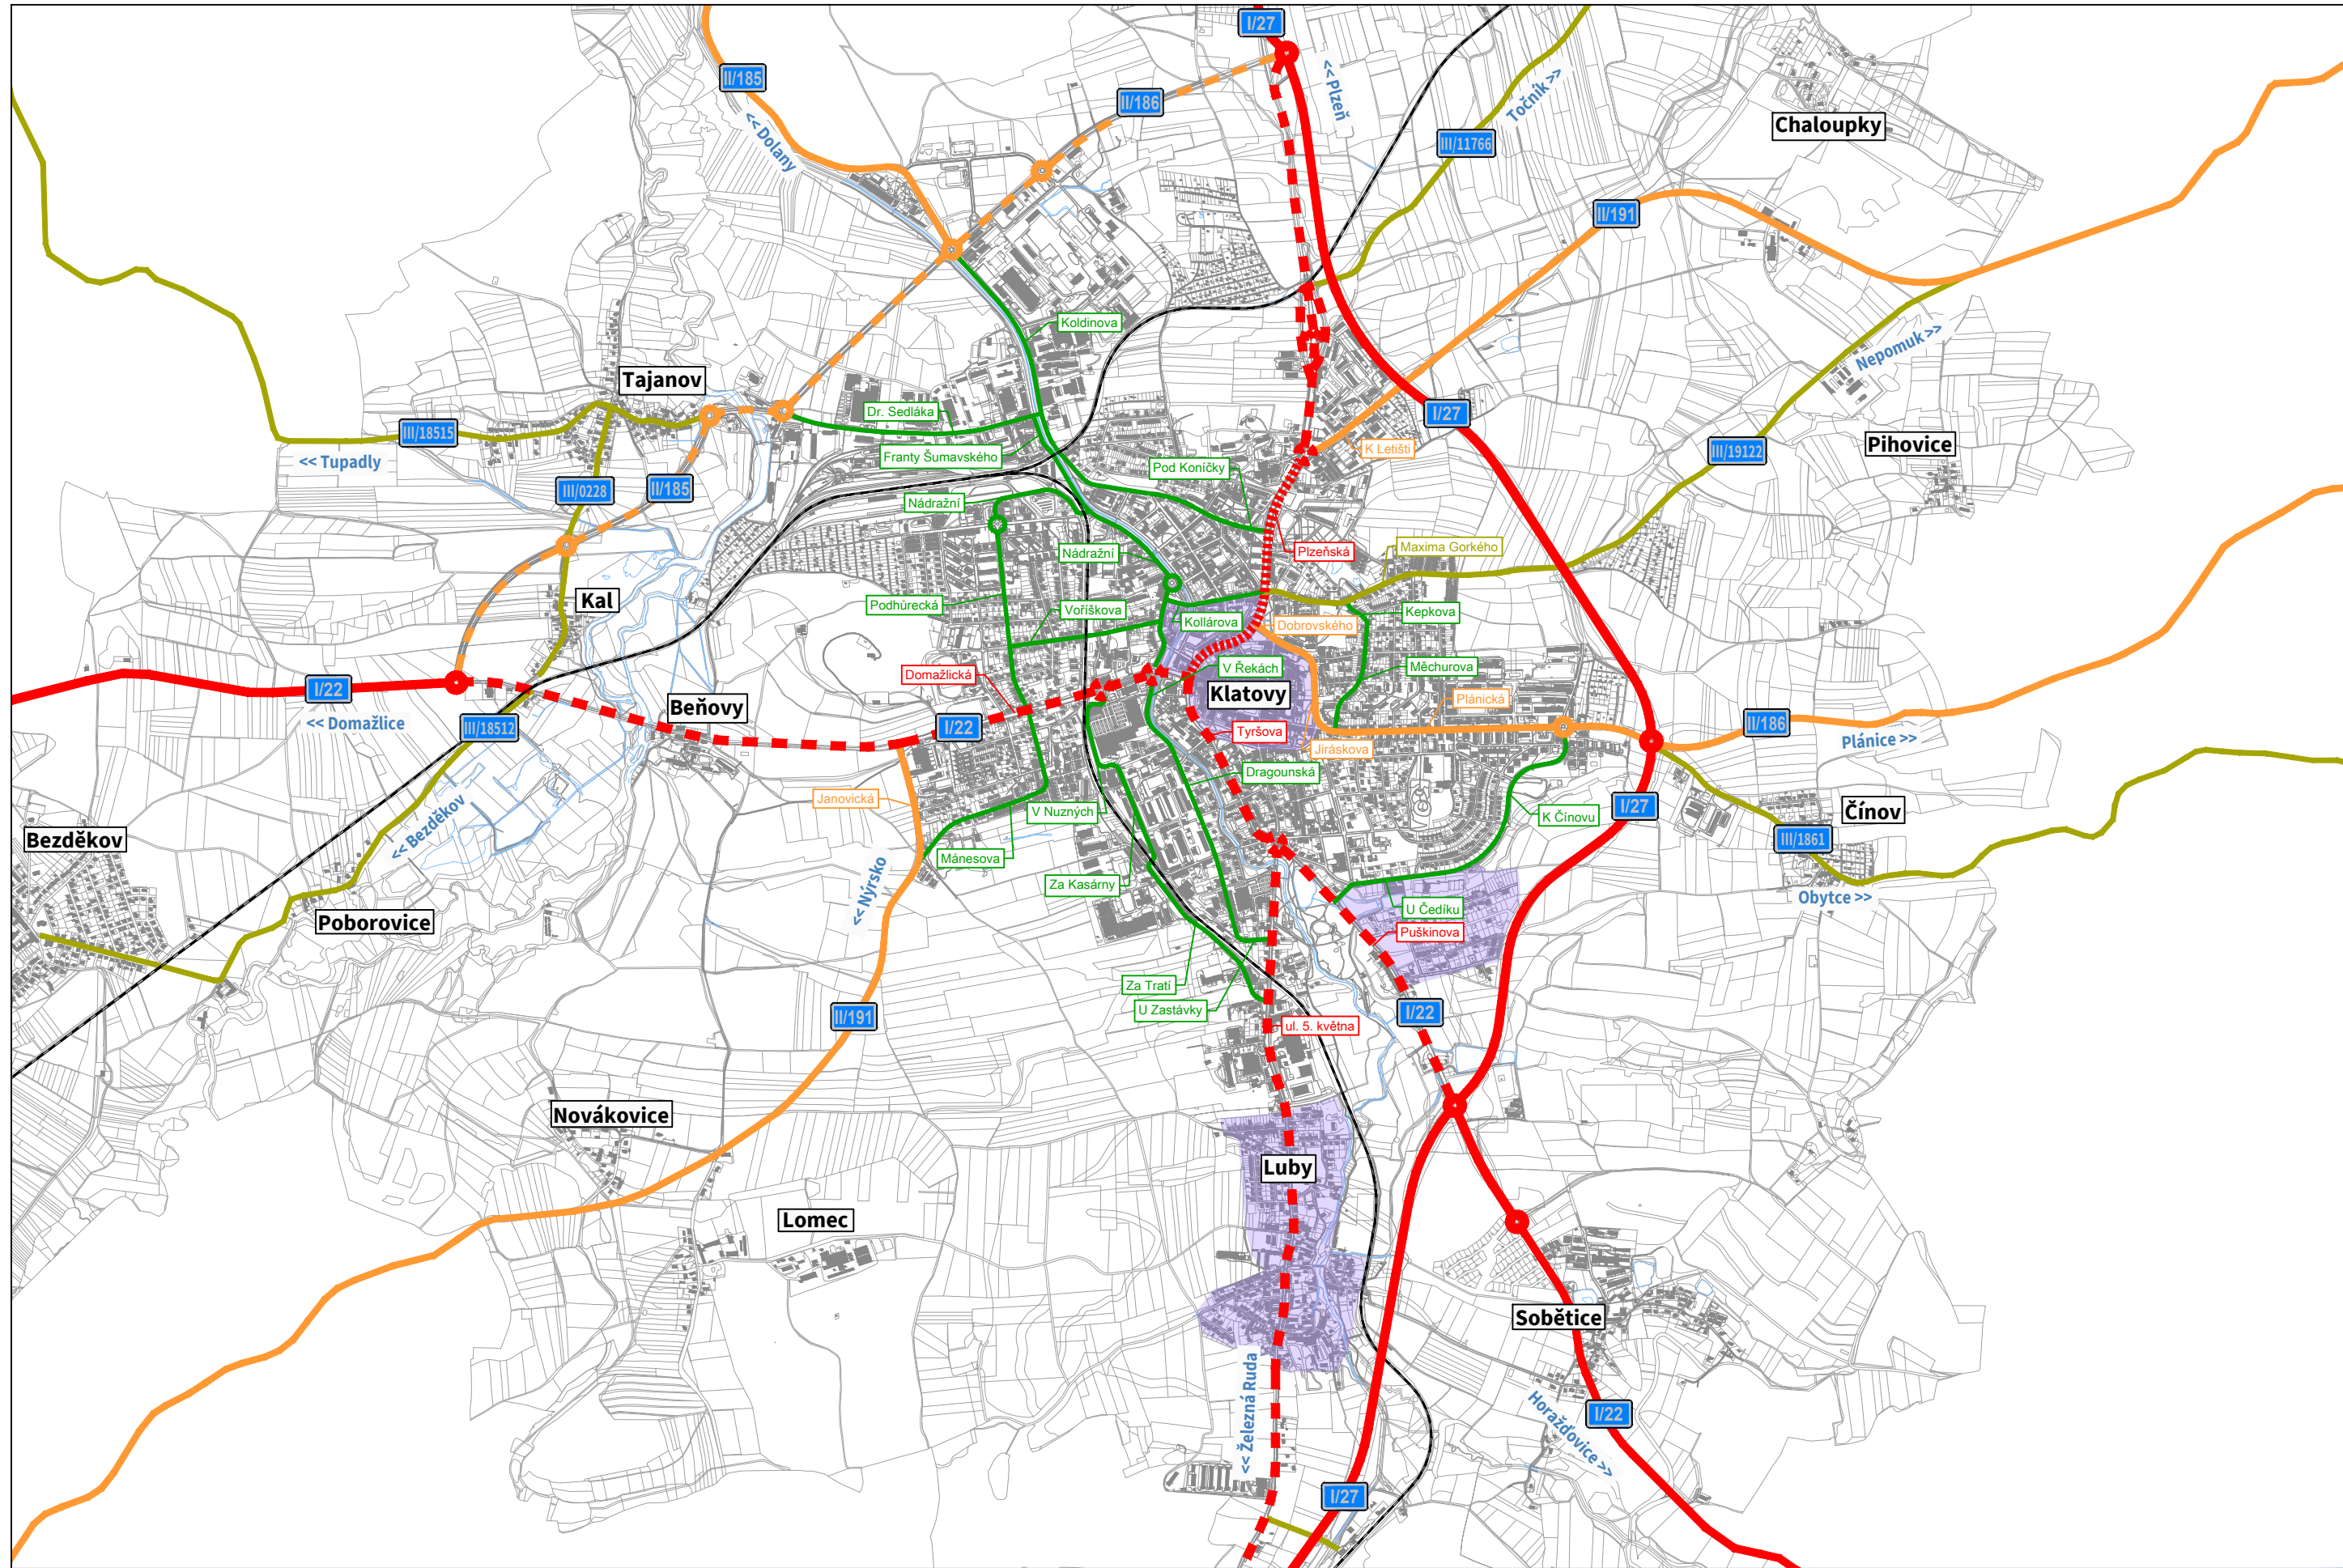 I/27
II/185
<< Plzeň
II/186
Točník >>
Chaloupky
<< Dolany
III/11766
II/191
Koldinova
Nepomuk >>
Tajanov
Dr. Sedláka
I/27
III/18515
Pihovice
K Letišti
III/19122
<< Tupadly
Franty Šumavského
Pod Koníčky
III/0228
II/185
Nádražní
Nádražní
Plzeňská
Maxima Gorkého
Kal
Podhůrecká
Voříškova
Kollárova
Kepkova
Dobrovského
V Řekách
Měchurova
Domažlická
I/22
Klatovy
Plánická
Beňovy
<< Domažlice
III/18512
I/22
Tyršova
II/186
Plánice >>
Jiráskova
Dragounská
Janovická
V Nuzných
I/27
Čínov
K Čínovu
<< Bezděkov
Bezděkov
III/1861
Mánesova
Za Kasárny
<< Nýrsko
Obytce >>
U Čedíku
Poborovice
Puškinova
Za Tratí
U Zastávky
I/22
II/191
ul. 5. května
Novákovice
Luby
Lomec
Sobětice
<< Železná Ruda
I/22
Horažďovice >>
I/27